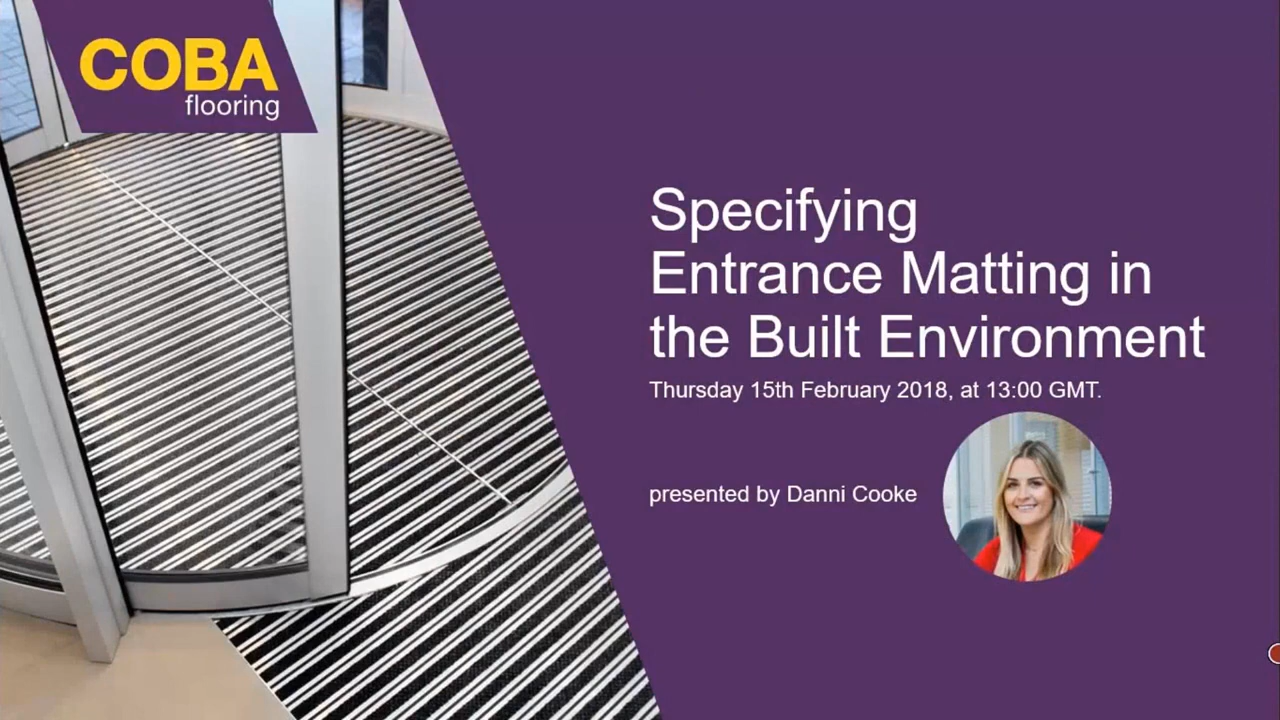 COBA
flooring
Specifying
Entrance Matting in
the Built Environment
Thursday 15th February 2018, at 13:00 GMT.
presented by Danni Cooke